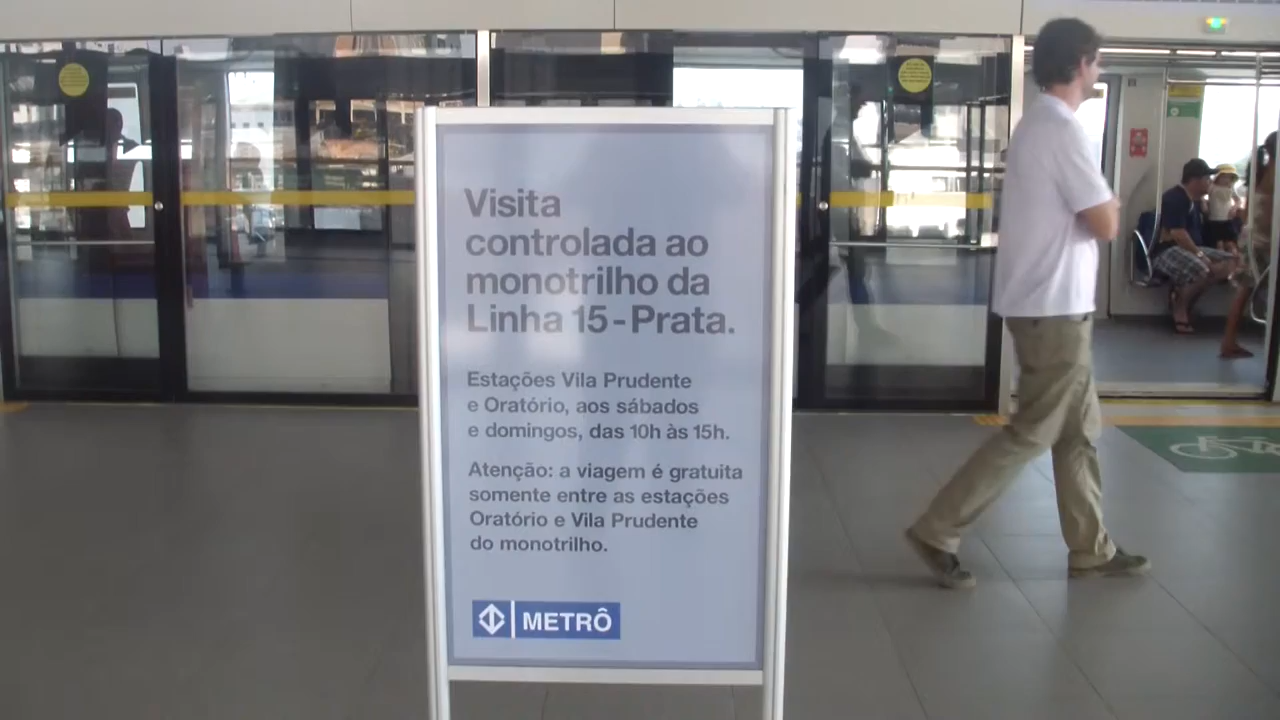 Visita
controlada ao
monotrilho da
Linha 15-Prata.
Estações Vila Prudente
e Oratório, aos sábados
e domingos, das 10h às 15h.
Atenção: a viagem é gratuita
somente entre as estações
Oratório e Vila Prudente
do monotrilho.
METRÔ